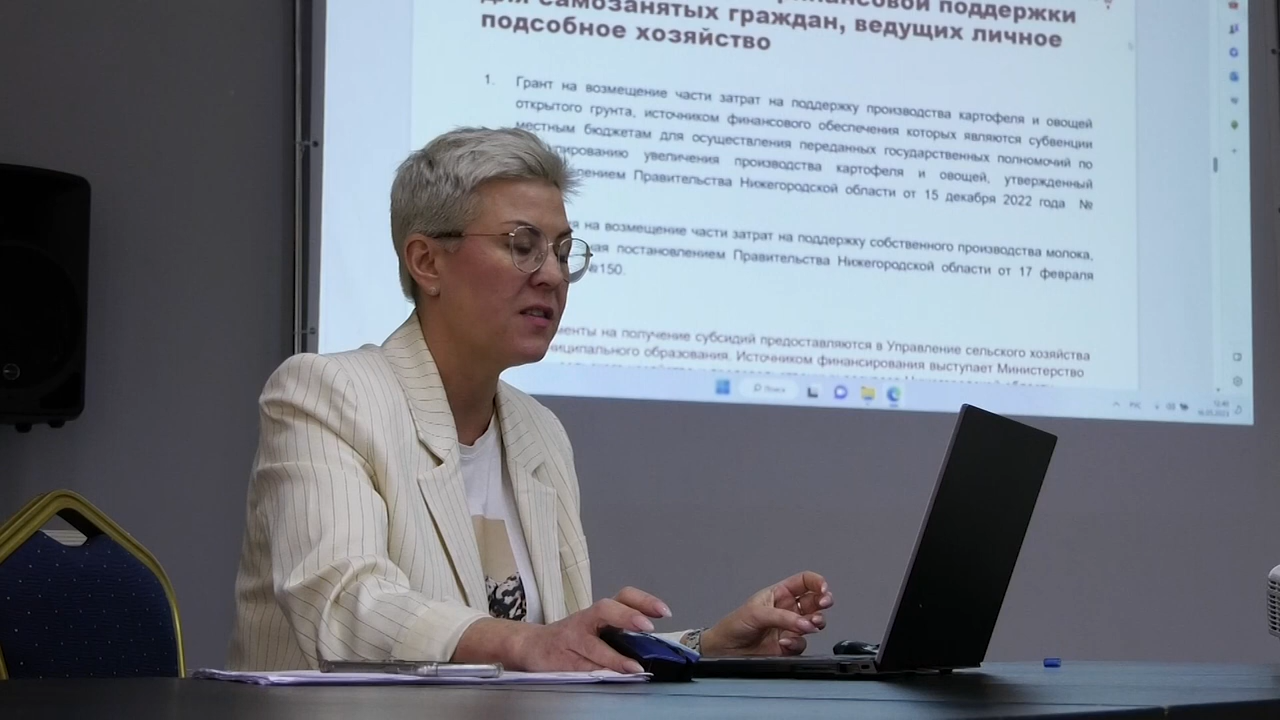 финансовой поддержки
для самозанятых граждан, ведущих личное
подсобное хозяйство
1. Грант на возмещение части затрат на поддержку производства картофеля и овощей
открытого грунта, источником финансового обеспечения которых являются субвенции
местным бюджетам для осуществления переданных государственных полномочий по
увеличения производства картофеля и овощей, утвержденный
Правительства Нижегородской области от 15 декабря 2022 года №
на возмещение части затрат на поддержку собственного производства молока,
постановлением Правительства Нижегородской области от 17 февраля
№150.
на получение субсидий предоставляются в Управление сельского хозяйства
образования. Источником финансирования выступает Министерство
Поиск
РУС